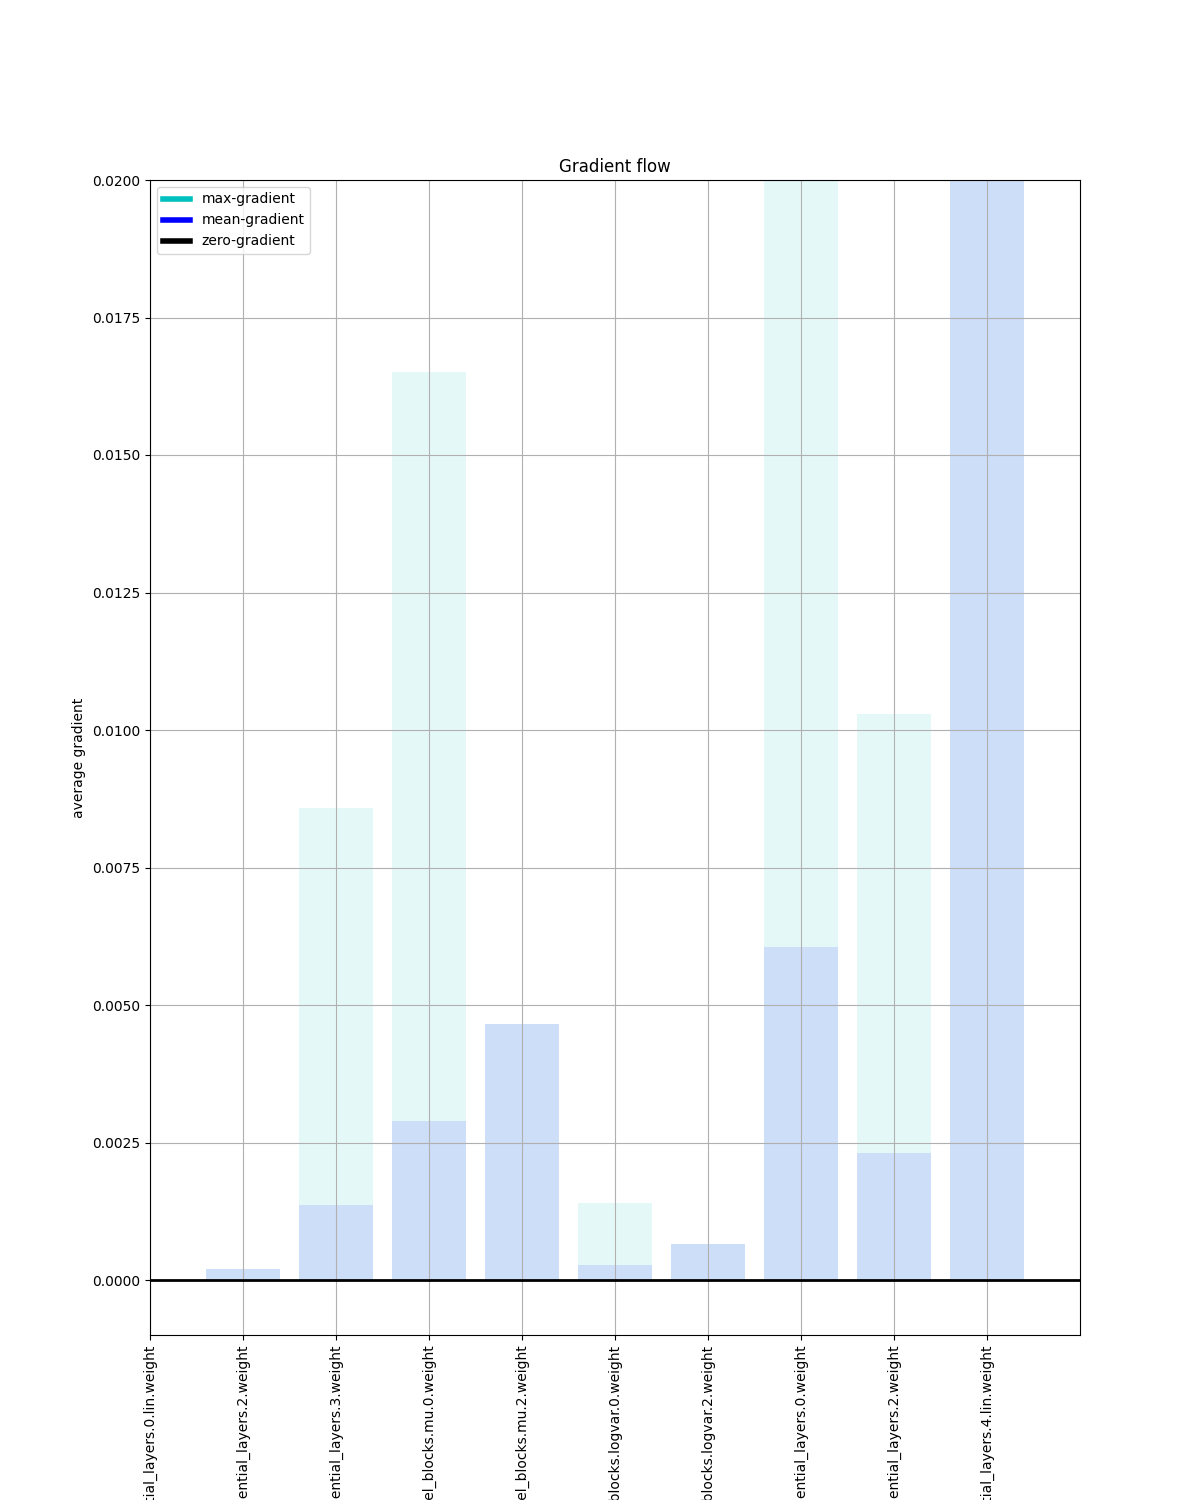 Gradient flow
max-gradient
mean-gradient
zero-gradient
0.0200
0.0175
0.0150
0.0125
0.0100
0.0075
0.0050
0.0025
0.0000
average gradient
tial_layers.0.lin.weight
ential_layers.2.weight
ential_layers.3.weight
el_blocks.mu.0.weight
el_blocks.mu.2.weight
blocks.logvar.0.weight
blocks.logvar.2.weight
ential_layers.0.weight
ential_layers.2.weight
tial_layers.4.lin.weight